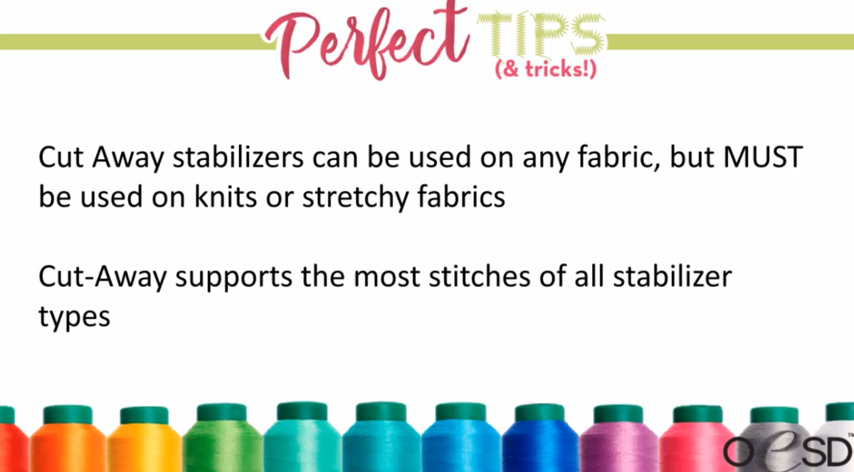 Perfect TIPS
(& tricks!)
Cut Away stabilizers can be used on any fabric, but MUST
be used on knits or stretchy fabrics
Cut-Away supports the most stitches of all stabilizer
types
OeSD™